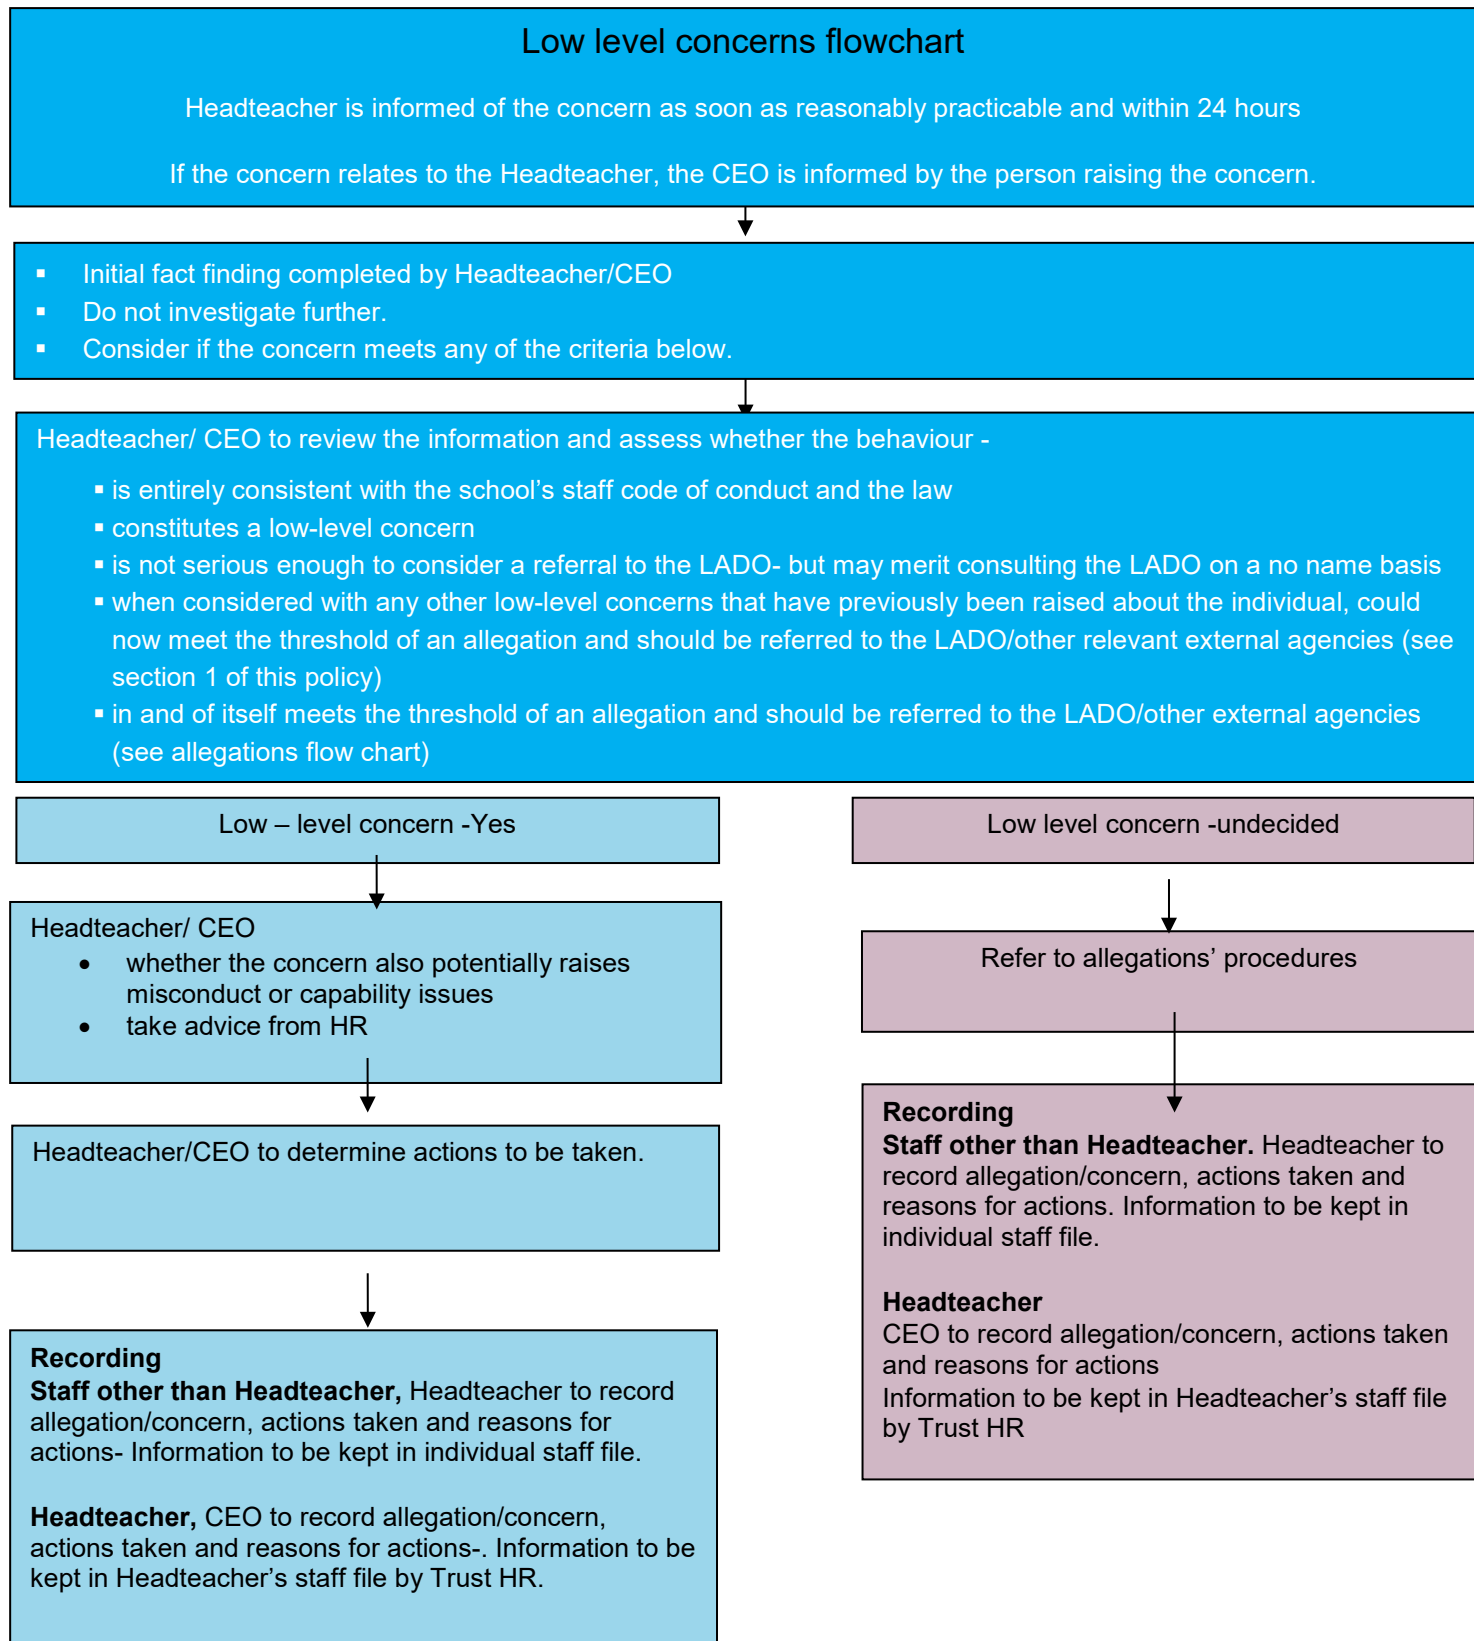 Low level concerns flowchart
Headteacher is informed of the concern as soon as reasonably practicable and within 24 hours
If the concern relates to the Headteacher, the CEO is informed by the person raising the concern.
▪ Initial fact finding completed by Headteacher/CEO
▪ Do not investigate further.
▪ Consider if the concern meets any of the criteria below.
Headteacher/ CEO to review the information and assess whether the behaviour -
▪ is entirely consistent with the school’s staff code of conduct and the law
▪ constitutes a low-level concern
▪ is not serious enough to consider a referral to the LADO- but may merit consulting the LADO on a no name basis
▪ when considered with any other low-level concerns that have previously been raised about the individual, could
now meet the threshold of an allegation and should be referred to the LADO/other relevant external agencies (see
section 1 of this policy)
▪ in and of itself meets the threshold of an allegation and should be referred to the LADO/other external agencies
(see allegations flow chart)
Low – level concern -Yes
Headteacher/ CEO
• whether the concern also potentially raises
misconduct or capability issues
• take advice from HR
Headteacher/CEO to determine actions to be taken.
Recording
Staff other than Headteacher, Headteacher to record
allegation/concern, actions taken and reasons for
actions- Information to be kept in individual staff file.
Headteacher, CEO to record allegation/concern,
actions taken and reasons for actions-. Information to be
kept in Headteacher’s staff file by Trust HR.
Low level concern -undecided
Refer to allegations’ procedures
Recording
Staff other than Headteacher. Headteacher to
record allegation/concern, actions taken and
reasons for actions. Information to be kept in
individual staff file.
Headteacher
CEO to record allegation/concern, actions taken
and reasons for actions
Information to be kept in Headteacher’s staff file
by Trust HR